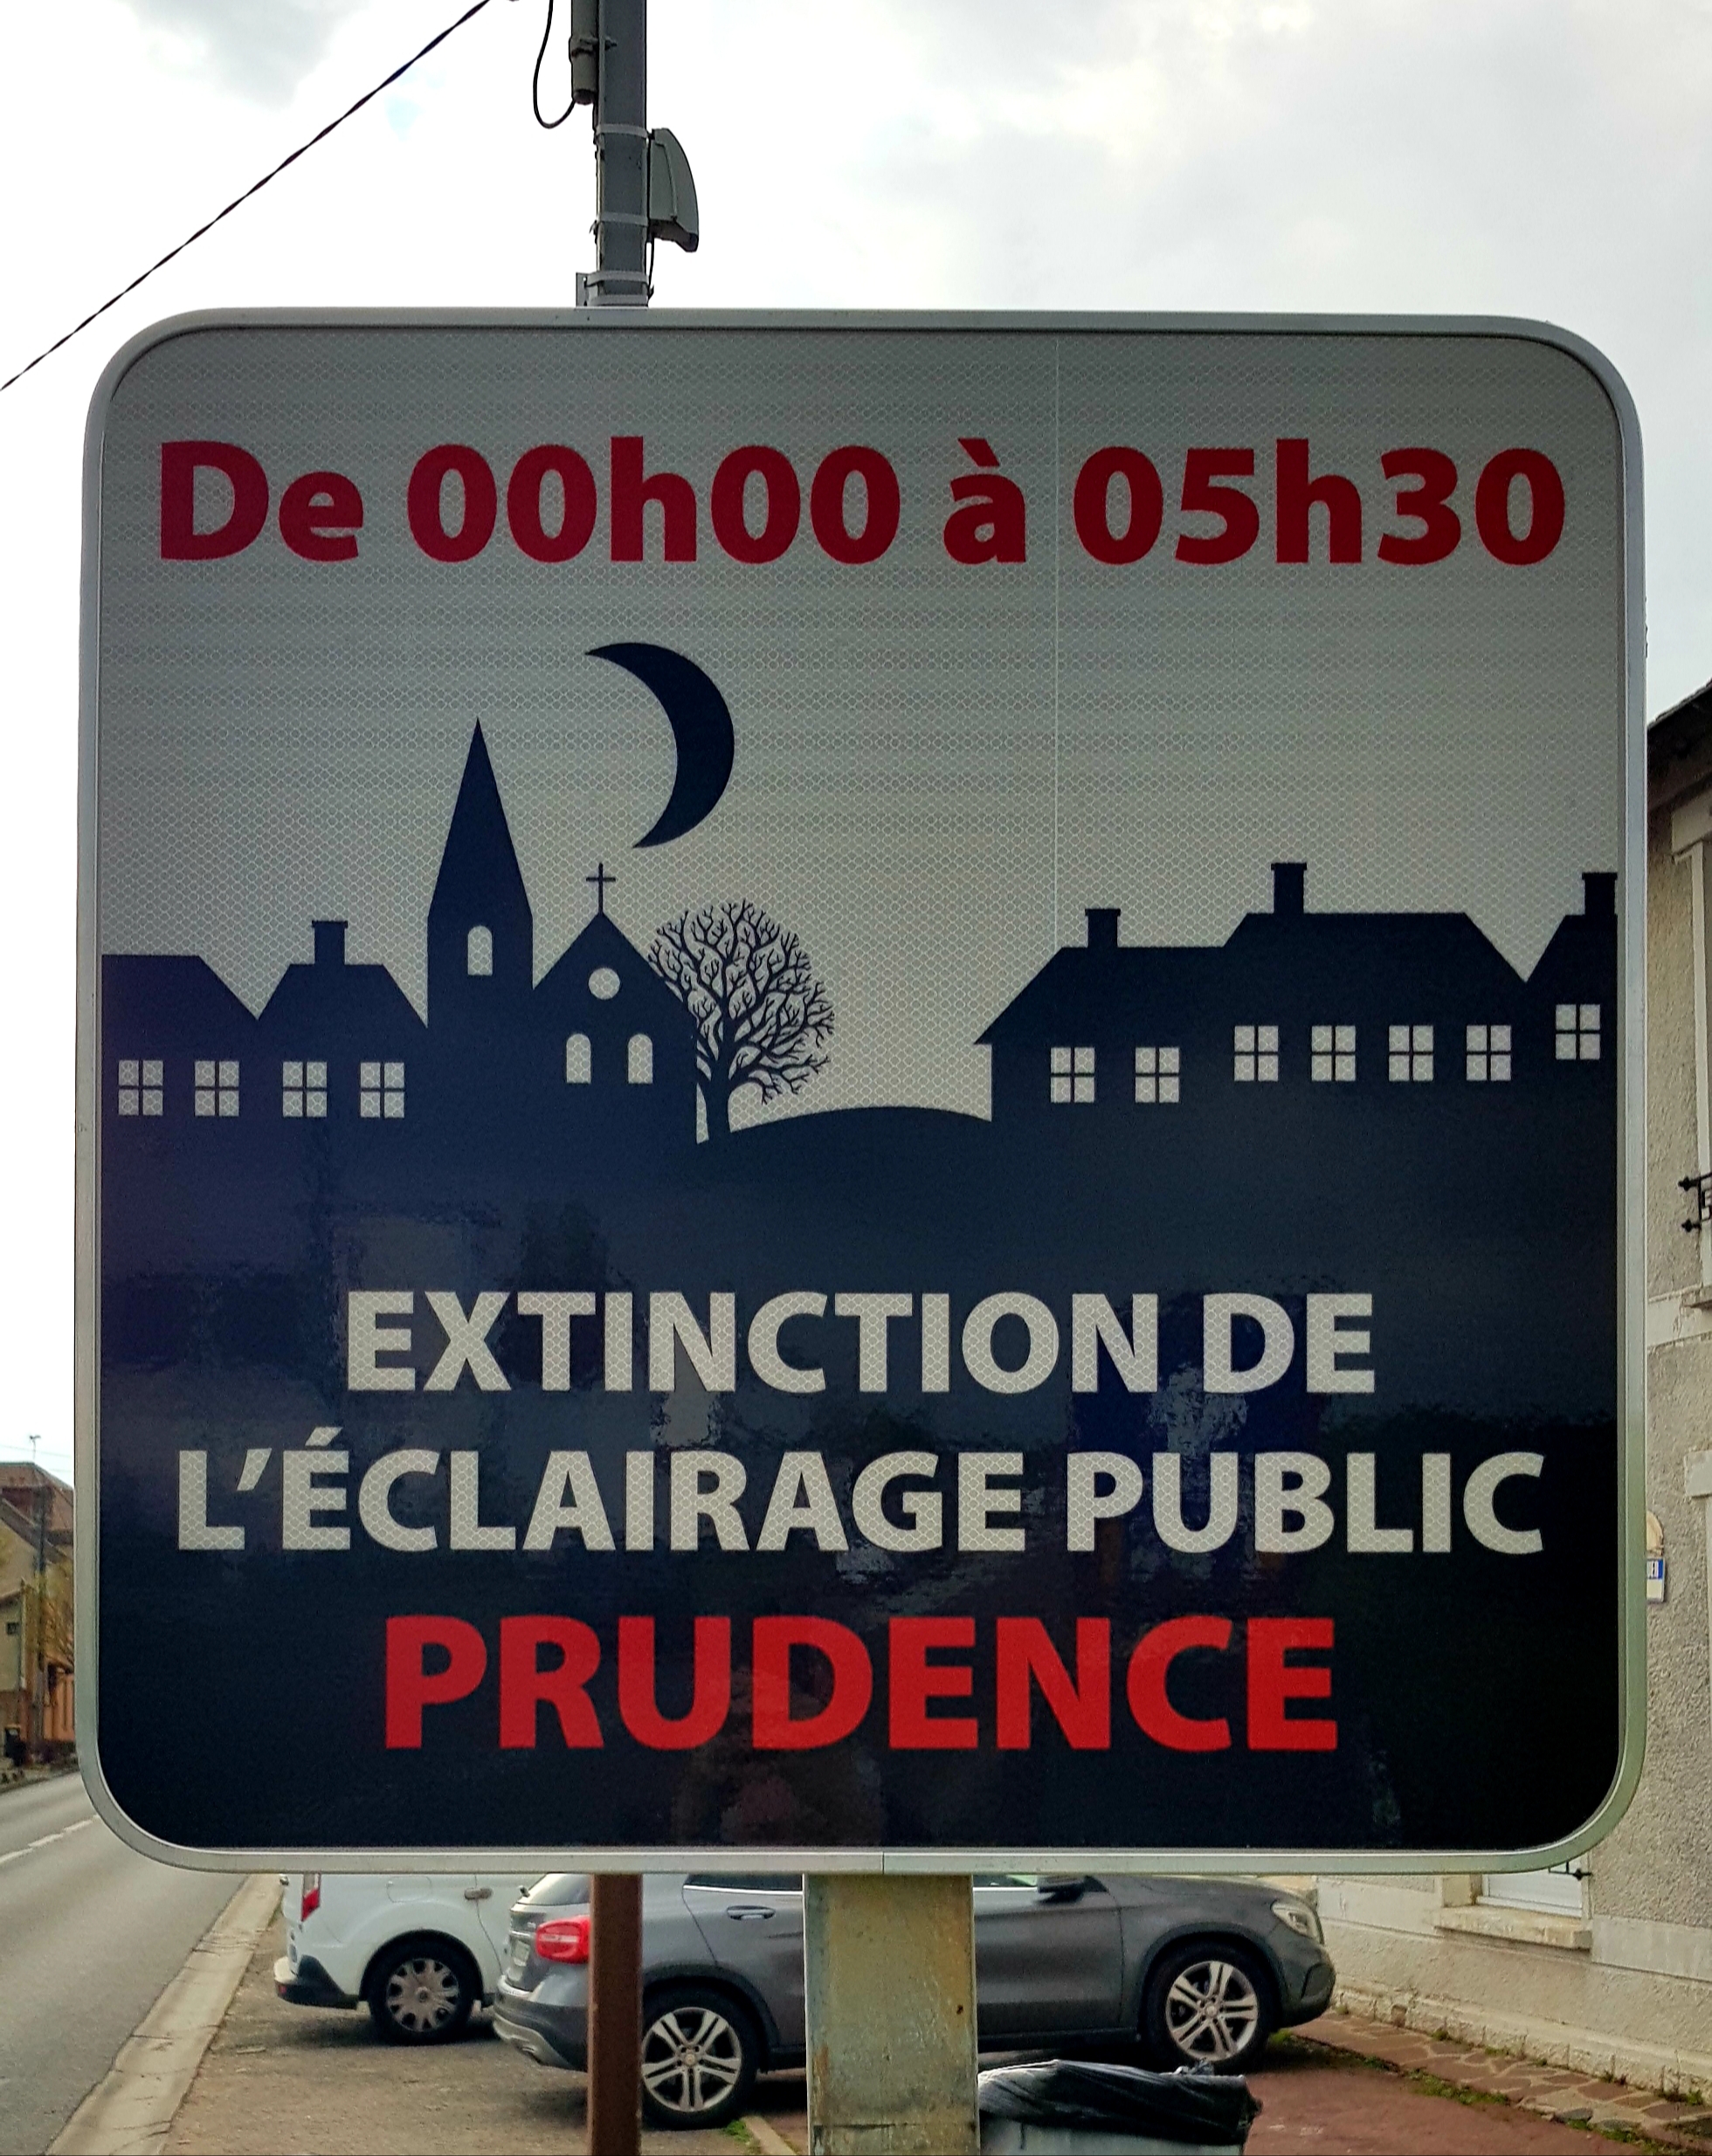 De 00h00 à 05h30
EXTINCTION DE
L’ÉCLAIRAGE PUBLIC
PRUDENCE